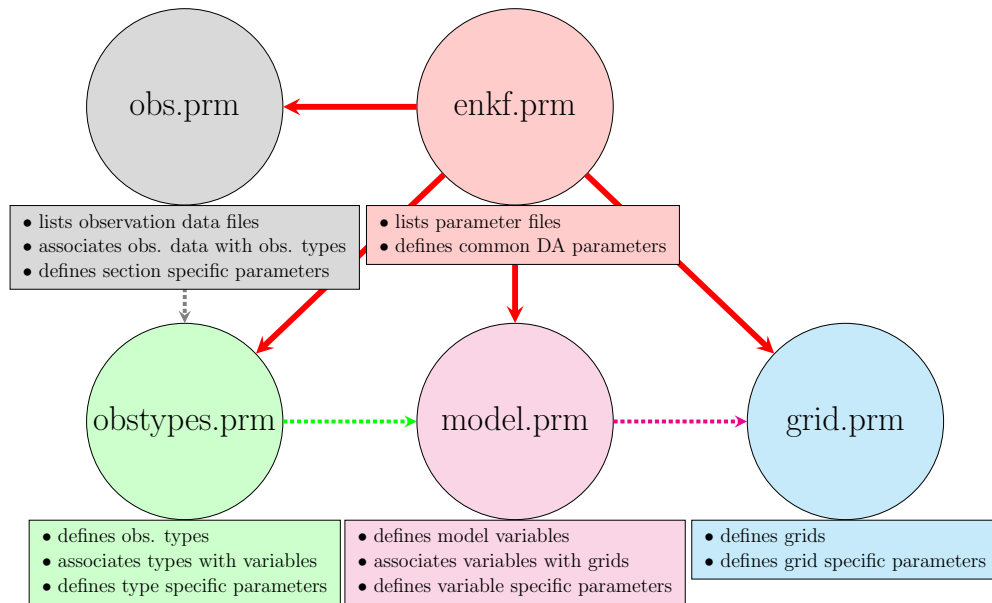 obs.prm
enkf.prm
• lists observation data files
• associates obs. data with obs. types
• defines section specific parameters
• lists parameter files
• defines common DA parameters
obstypes.prm
model.prm
grid.prm
• defines obs. types
• associates types with variables
• defines type specific parameters
• defines model variables
• associates variables with grids
• defines variable specific parameters
• defines grids
• defines grid specific parameters